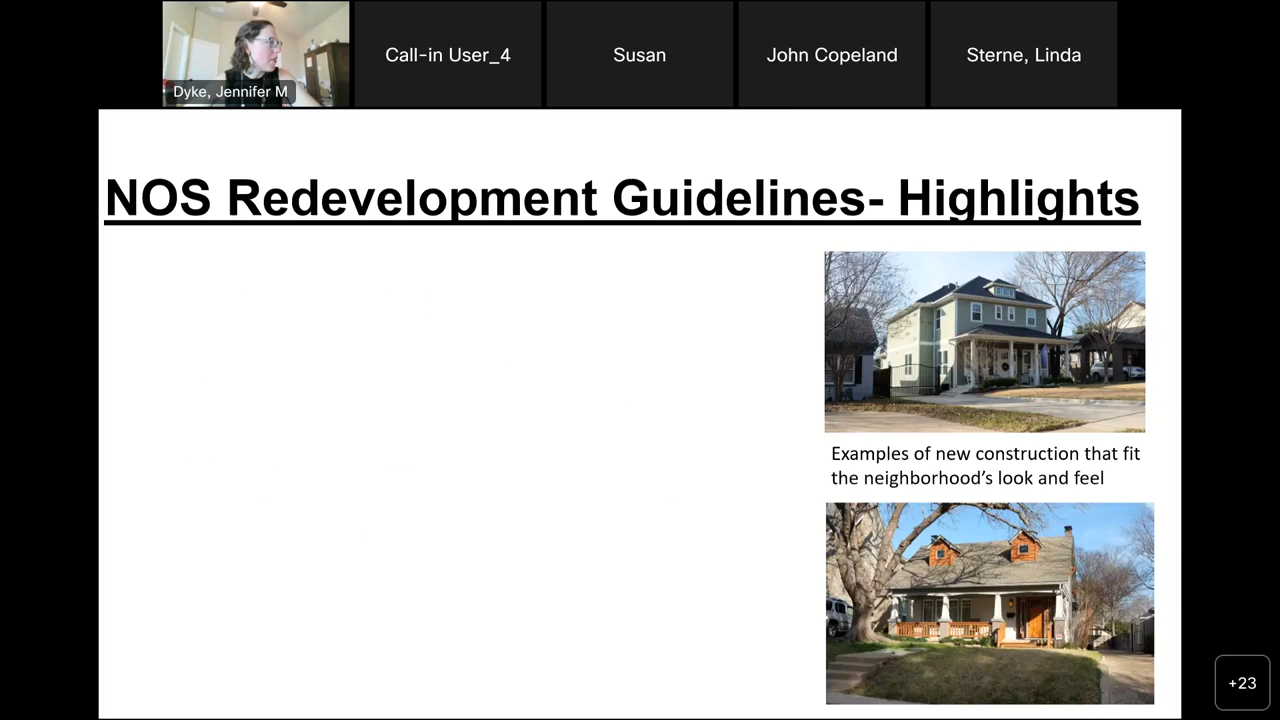 Dyke, Jennifer M
Call-in User_4
Susan
John Copeland
Sterne, Linda
NOS Redevelopment Guidelines- Highlights
Examples of new construction that fit
the neighborhood’s look and feel
+23